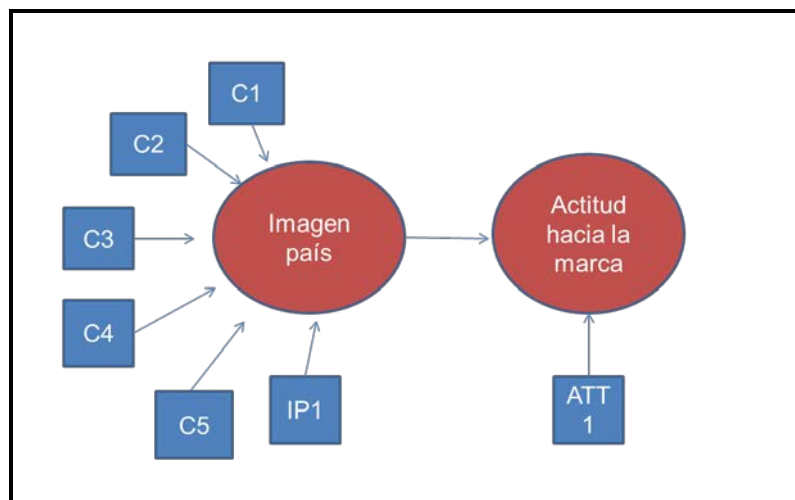 C1
C2
C3
C4
C5
IP1
Imagen
país
Actitud
hacia la
marca
ATT
1